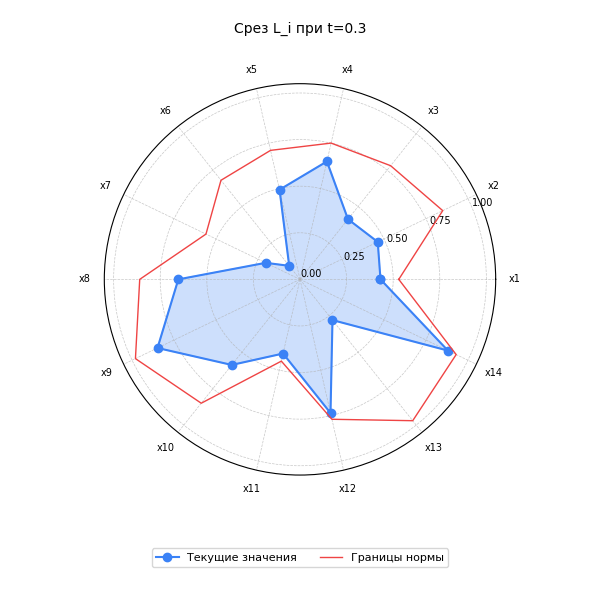 Срез L_i при t=0.3
x5
x4
x6
x3
x7
x2
1.00
0.75
0.50
0.25
0.00
x8
x1
x9
x14
x10
x13
x11
x12
Текущие значения
Границы нормы